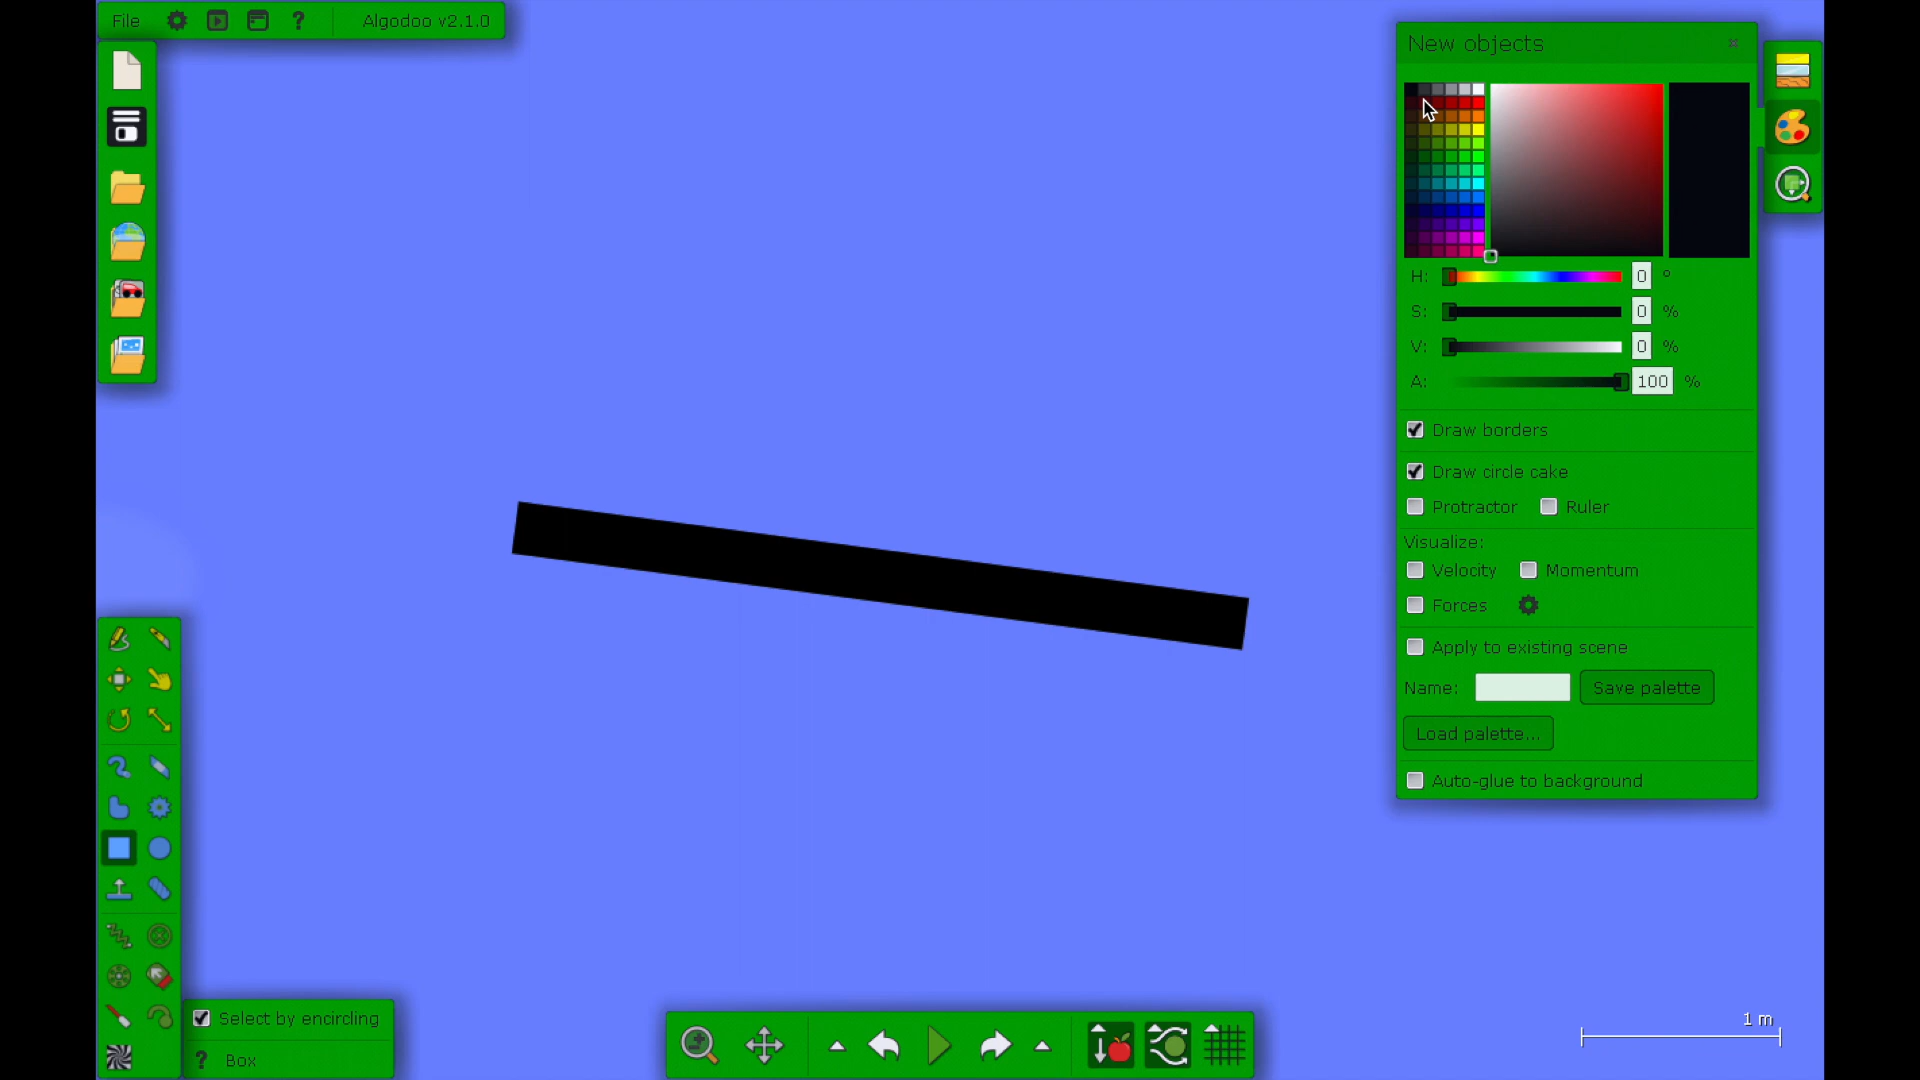 File ? Algodoo v2.1.0
New objects
H: 0 °
S: 0 %
V: 0 %
A: 100 %
Draw borders
Draw circle cake
Protractor Ruler
Visualize:
Velocity Momentum
Forces
Apply to existing scene
Name: Save palette
Load palette...
Auto-glue to background
Select by encircling
? Box
1 m